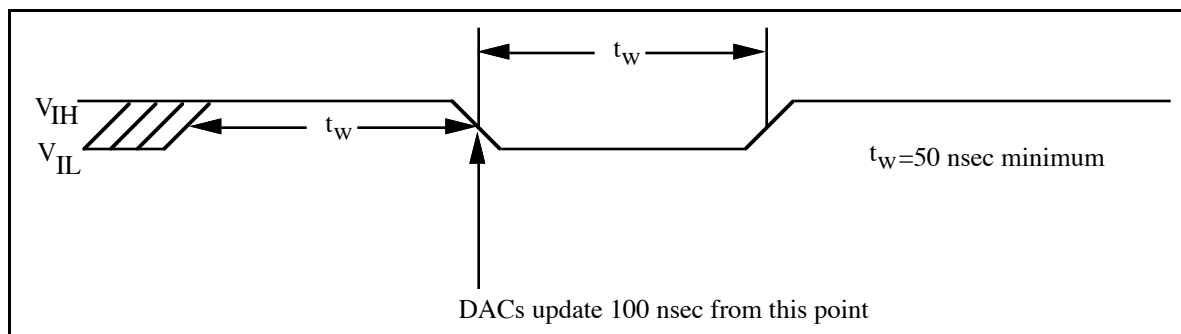 tw
VIH
tw
VIL
tw=50 nsec minimum
DACs update 100 nsec from this point